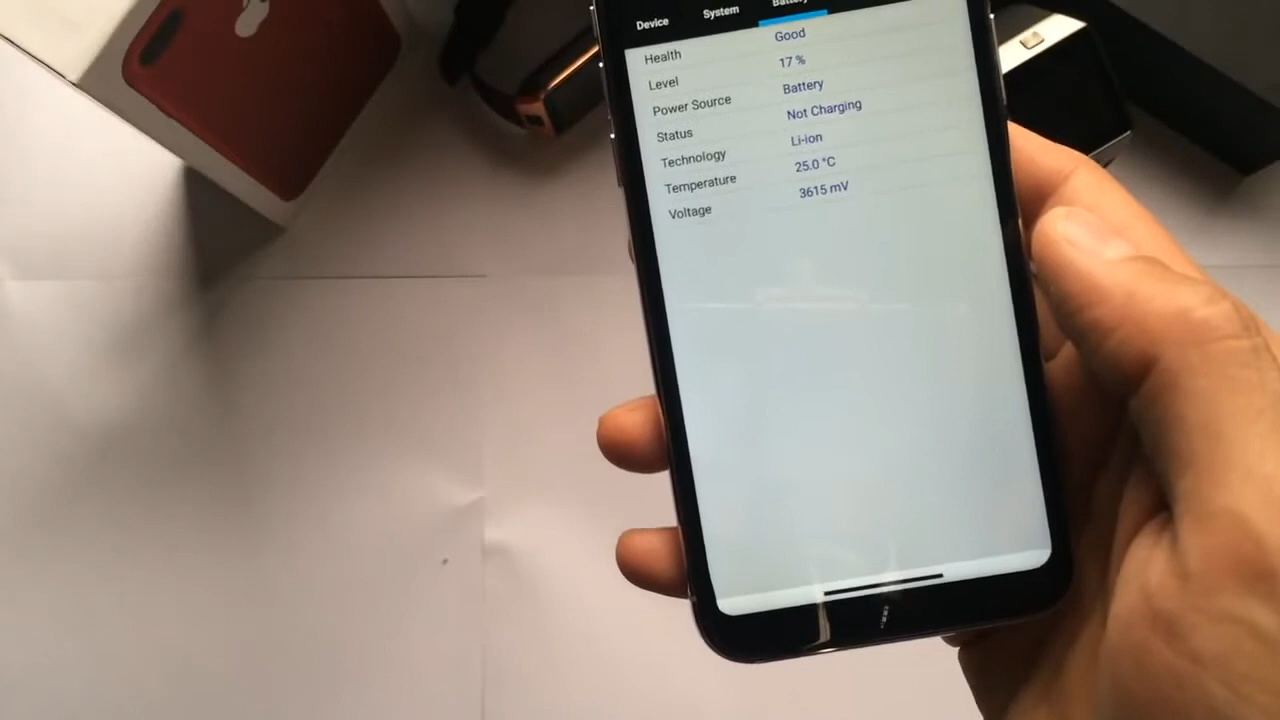 Device System Battery
Health Good
Level 17 %
Power Source Battery
Status Not Charging
Technology Li-ion
Temperature 25.0 °C
Voltage 3615 mV